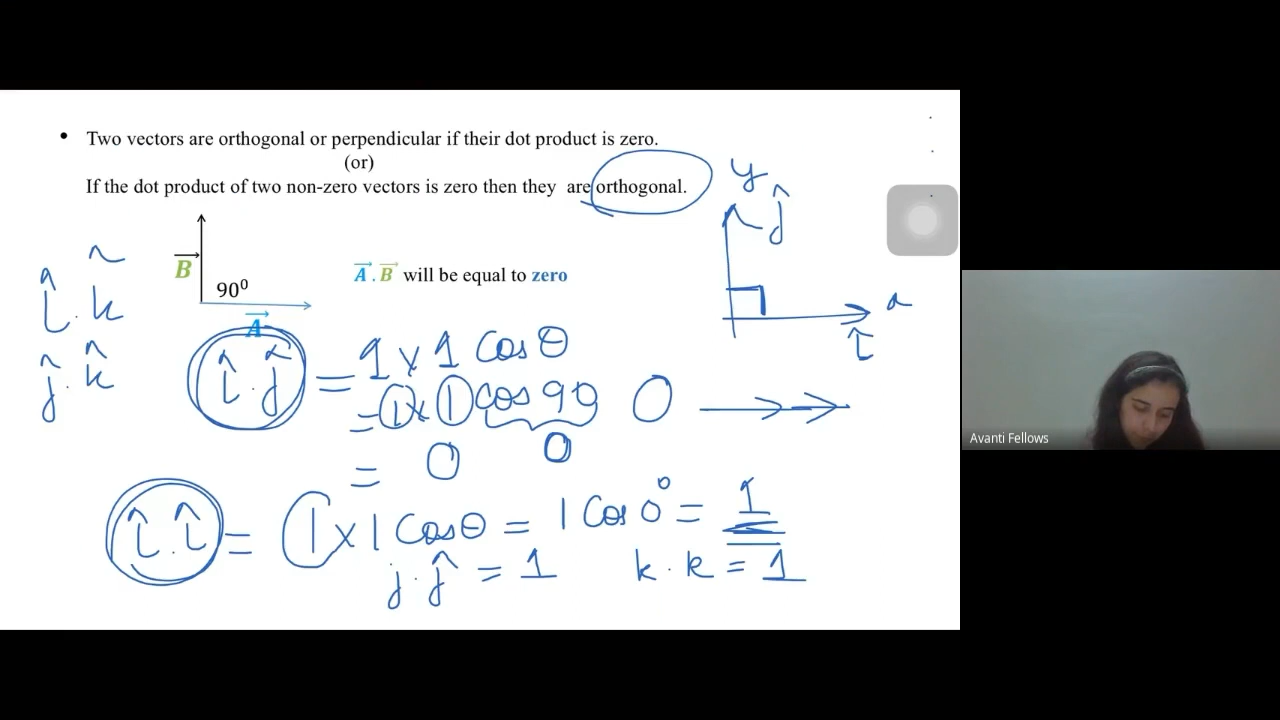 • Two vectors are orthogonal or perpendicular if their dot product is zero.
(or)
If the dot product of two non-zero vectors is zero then they are orthogonal.
y
ĵ
B⃗
90⁰
A⃗ . B⃗ will be equal to zero
î . k̂
A⃗
î
ĵ . k̂
î . ĵ = 1 × 1 cos θ
= 1 × 1 cos 90 0
0
= 0
î . î = 1 × 1 cos θ = 1 cos 0° = 1
j . ĵ = 1 k . k = 1
Avanti Fellows